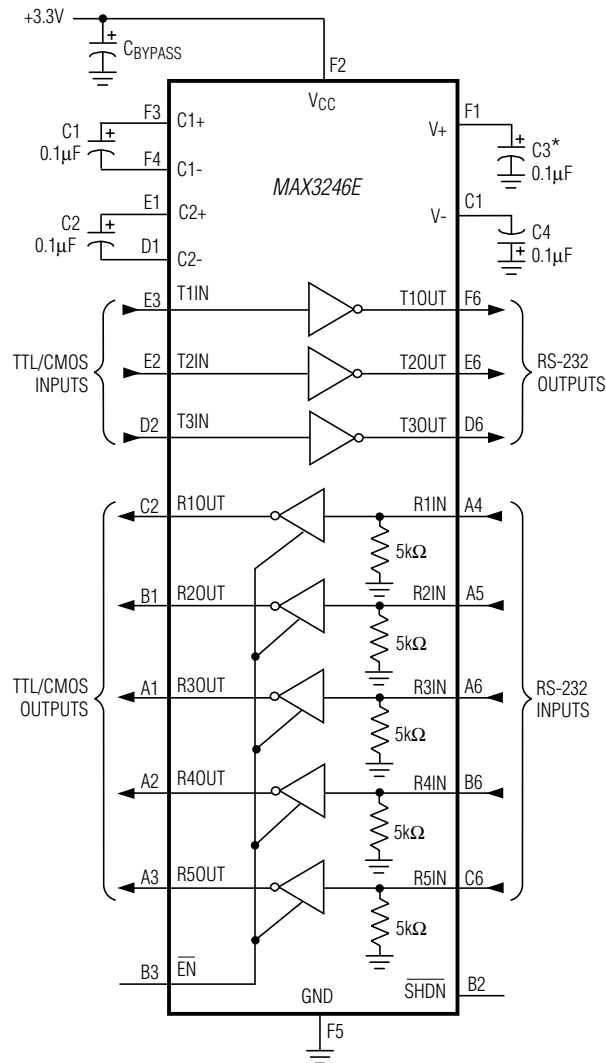 +3.3V
CBYPASS
F2
VCC
F3
C1+
C1
0.1µF
F4
C1-
E1
C2+
C2
0.1µF
D1
C2-
MAX3246E
F1
V+
C3*
0.1µF
C1
V-
C4
0.1µF
TTL/CMOS
INPUTS
E3 T1IN T1OUT F6
E2 T2IN T2OUT E6
D2 T3IN T3OUT D6
RS-232
OUTPUTS
C2 R1OUT R1IN A4
5kΩ
B1 R2OUT R2IN A5
5kΩ
TTL/CMOS
OUTPUTS
A1 R3OUT R3IN A6
5kΩ
RS-232
INPUTS
A2 R4OUT R4IN B6
5kΩ
A3 R5OUT R5IN C6
5kΩ
B3 EN
GND
SHDN B2
F5